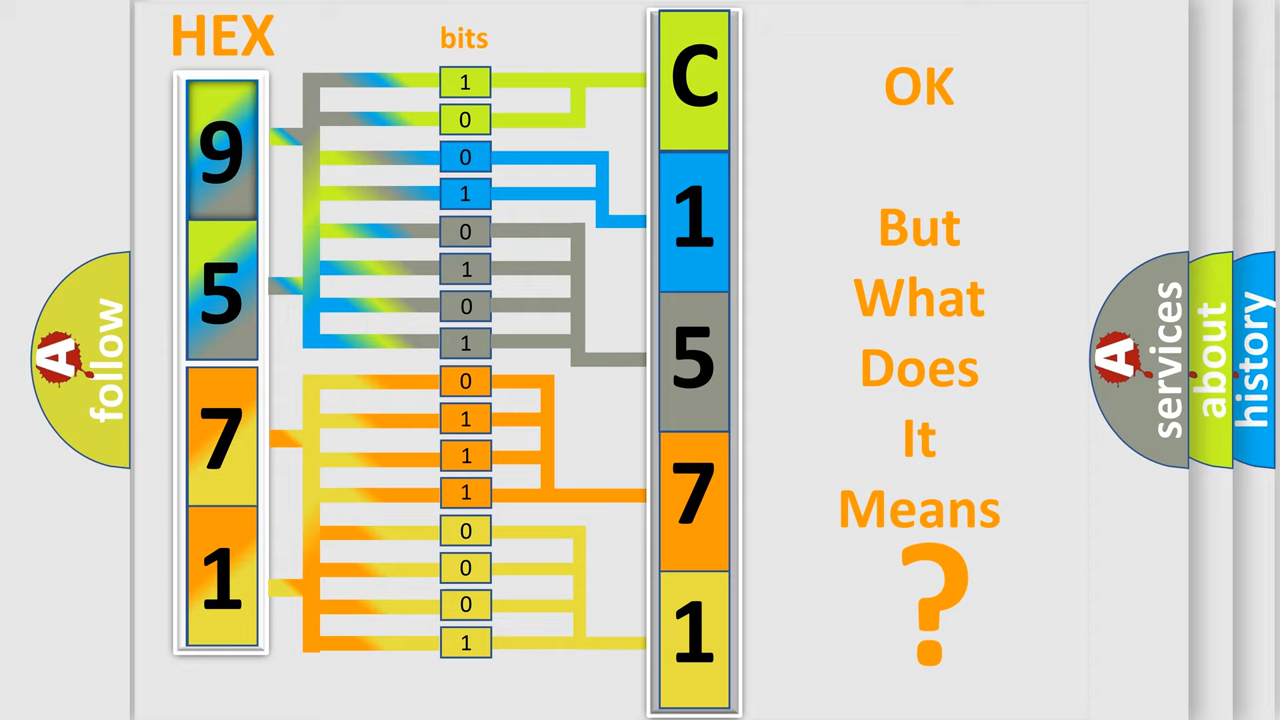 HEX
bits
9
5
7
1
1
0
0
1
0
1
0
1
0
1
1
1
0
0
0
1
C
1
5
7
1
OK
But
What
Does
It
Means
?
A
follow
A
services
about
history